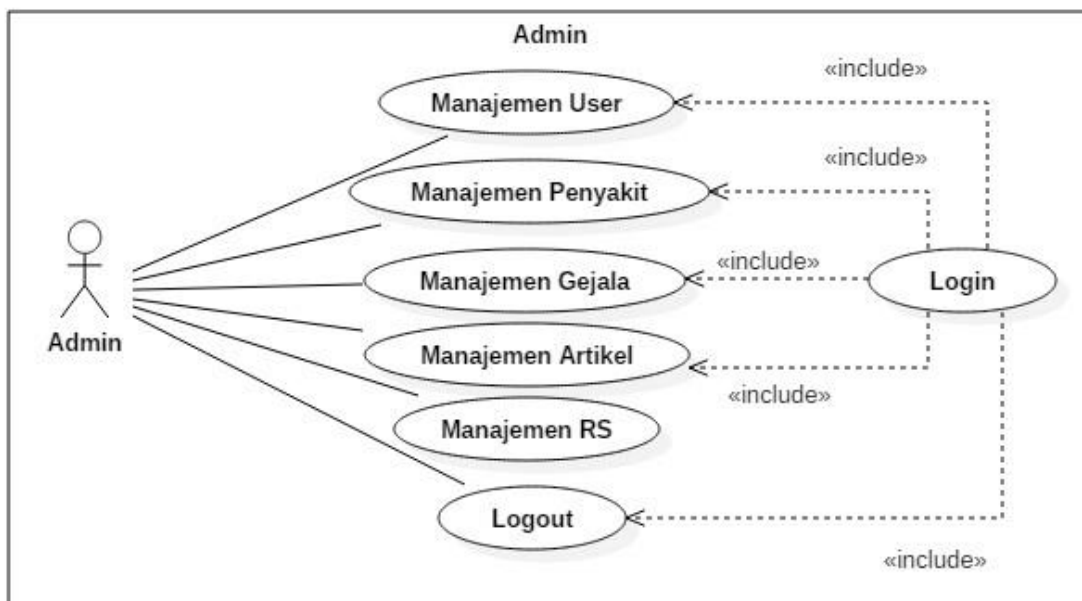 Admin
«include»
Manajemen User
«include»
Manajemen Penyakit
«include»
Manajemen Gejala
Login
Admin
Manajemen Artikel
«include»
Manajemen RS
Logout
«include»